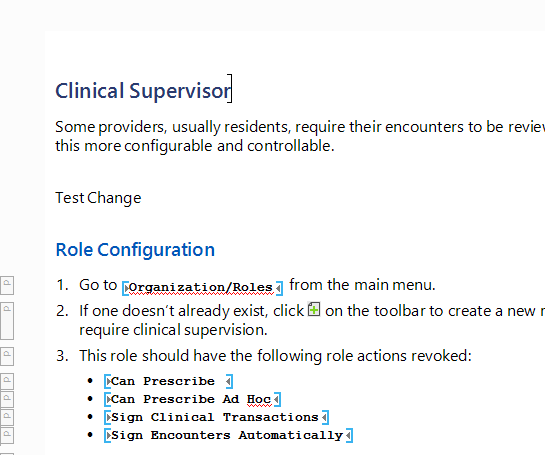 Clinical Supervisor
Some providers, usually residents, require their encounters to be
this more configurable and controllable.
Test Change
Role Configuration
1. Go to Organization/Roles from the main menu.
2. If one doesn't already exist, click on the toolbar to create a new
require clinical supervision.
3. This role should have the following role actions revoked:
• Can Prescribe
• Can Prescribe Ad Hoc
• Sign Clinical Transactions
• Sign Encounters Automatically